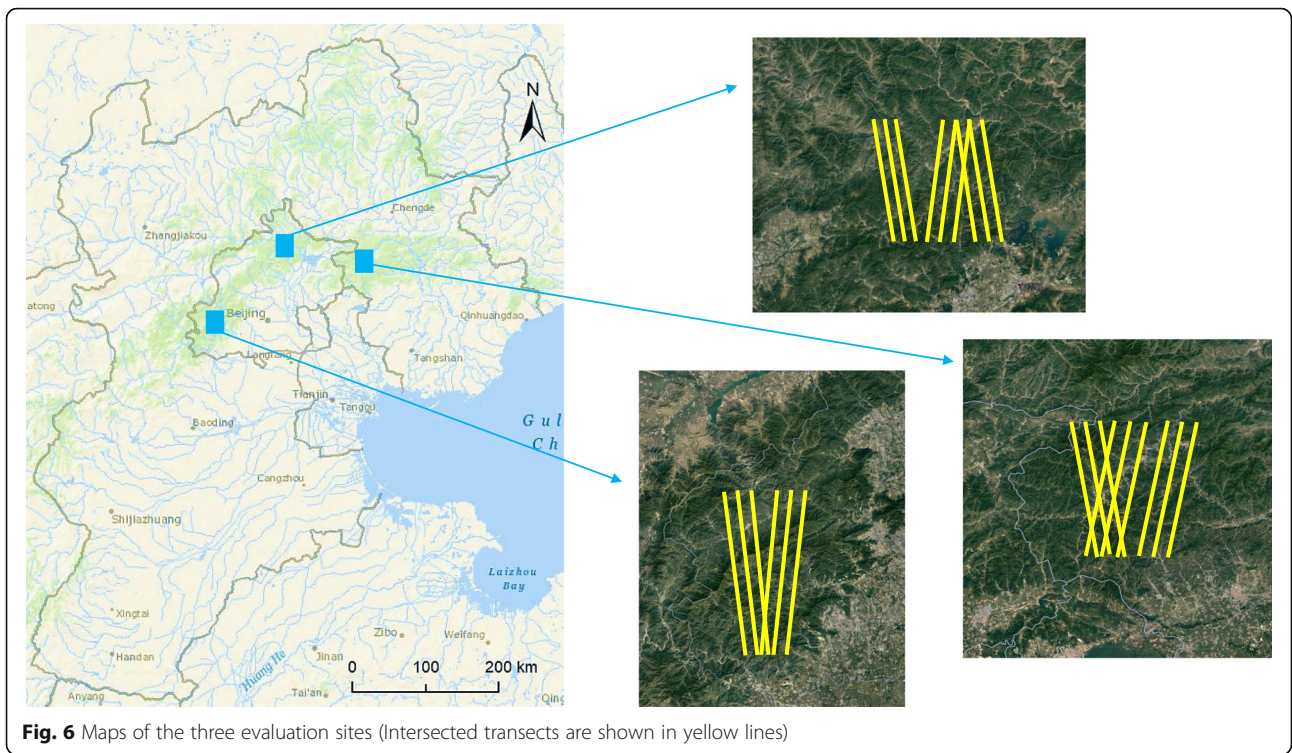 N
Chengde
Zhangjiakou
atong
Beijing
Qinhuangdao
Langfang
Tangshan
Tianjin
Tanggu
Gul
Baoding
Ch
Cangzhou
Shijiazhuang
Laizhou
Bay
Xingtai
Zibo
Weifang
Handan
Huang He
Jinan
0 100 200 km
Anyang
Tai'an
Qing
Fig. 6 Maps of the three evaluation sites (Intersected transects are shown in yellow lines)